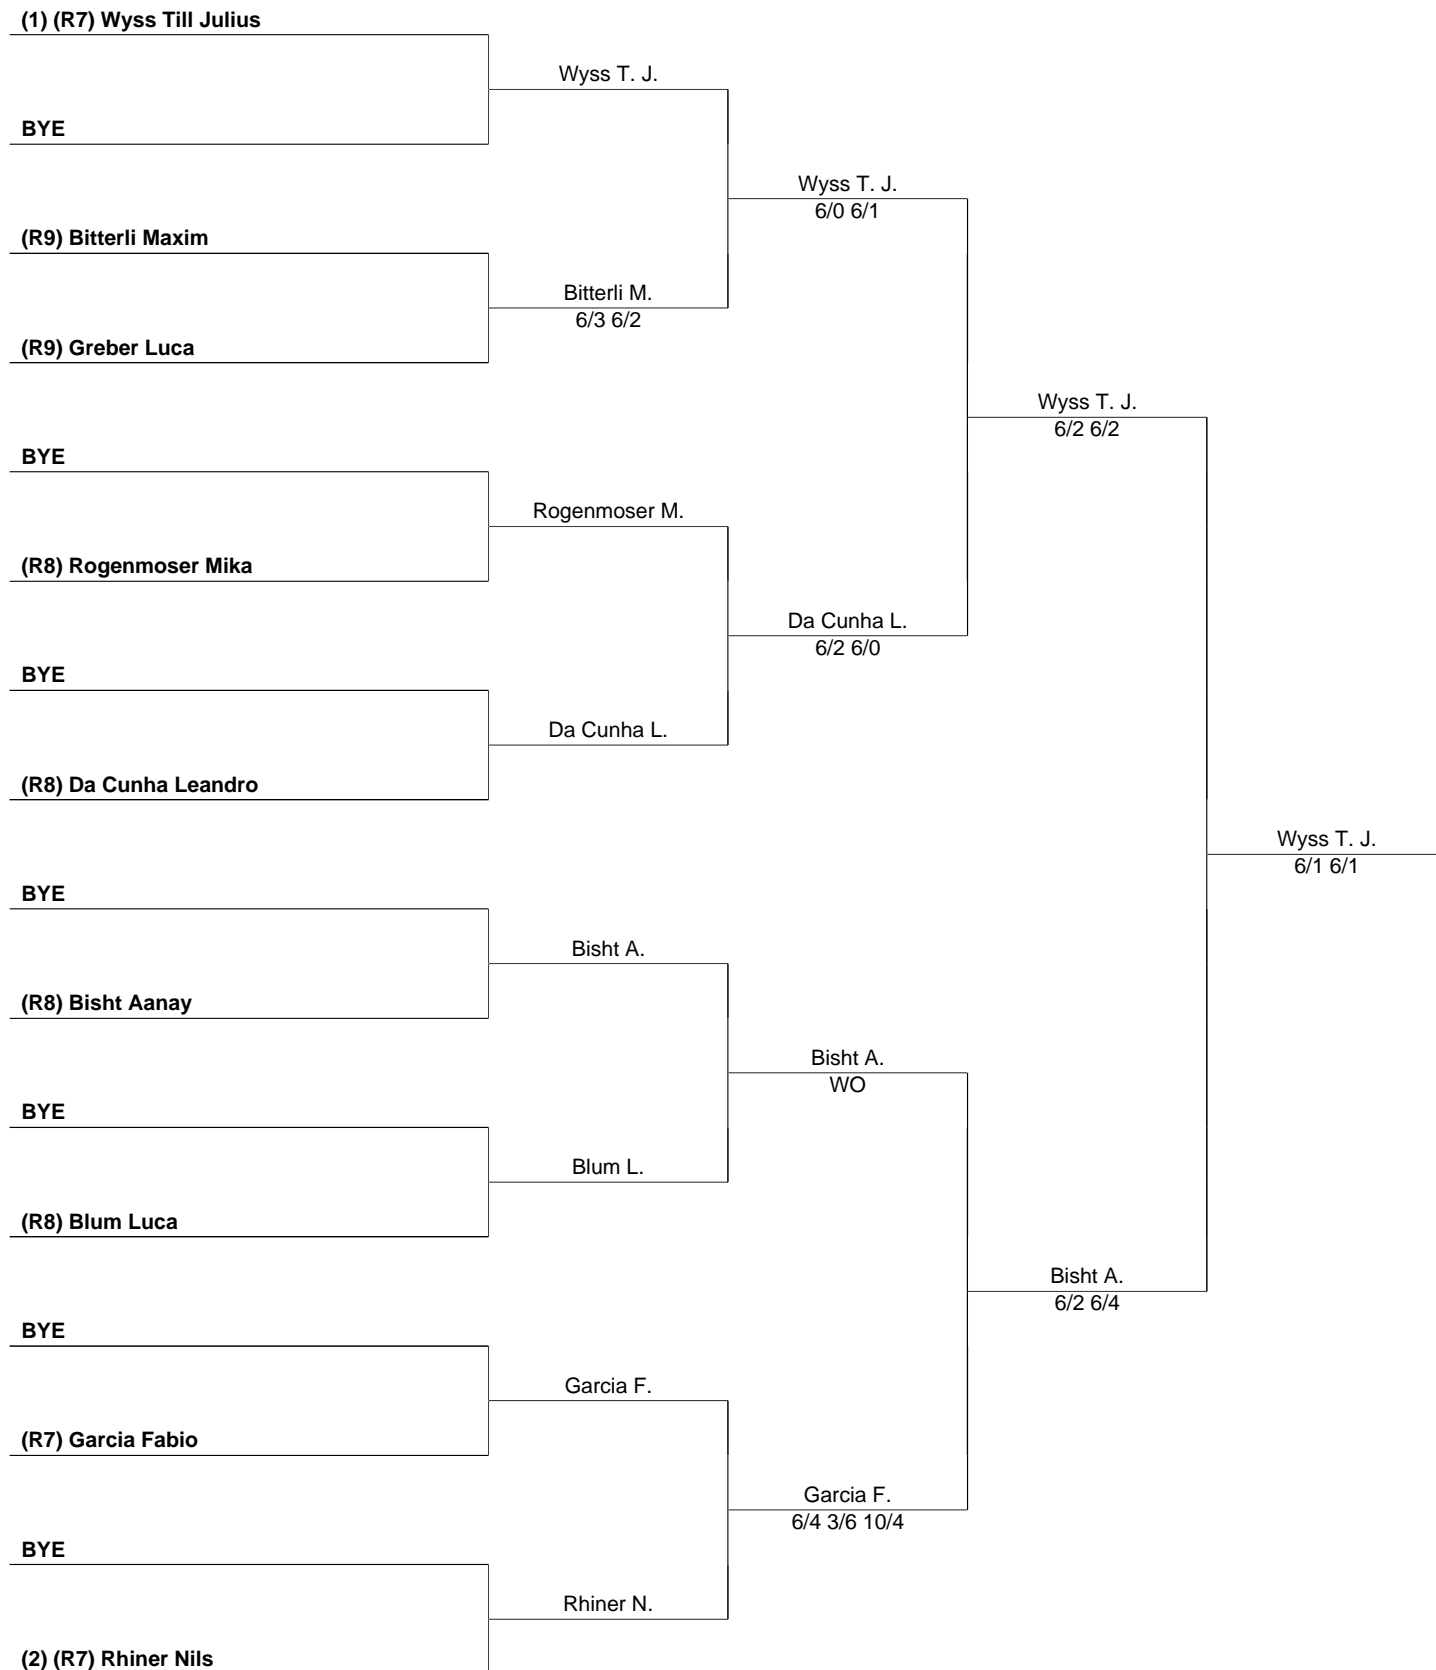 (1) (R7) Wyss Till Julius
Wyss T. J.
BYE
Wyss T. J.
6/0 6/1
(R9) Bitterli Maxim
Bitterli M.
6/3 6/2
(R9) Greber Luca
Wyss T. J.
6/2 6/2
BYE
Rogenmoser M.
(R8) Rogenmoser Mika
Da Cunha L.
6/2 6/0
BYE
Da Cunha L.
(R8) Da Cunha Leandro
Wyss T. J.
6/1 6/1
BYE
Bisht A.
(R8) Bisht Aanay
Bisht A.
WO
BYE
Blum L.
(R8) Blum Luca
Bisht A.
6/2 6/4
BYE
Garcia F.
(R7) Garcia Fabio
Garcia F.
6/4 3/6 10/4
BYE
Rhiner N.
(2) (R7) Rhiner Nils